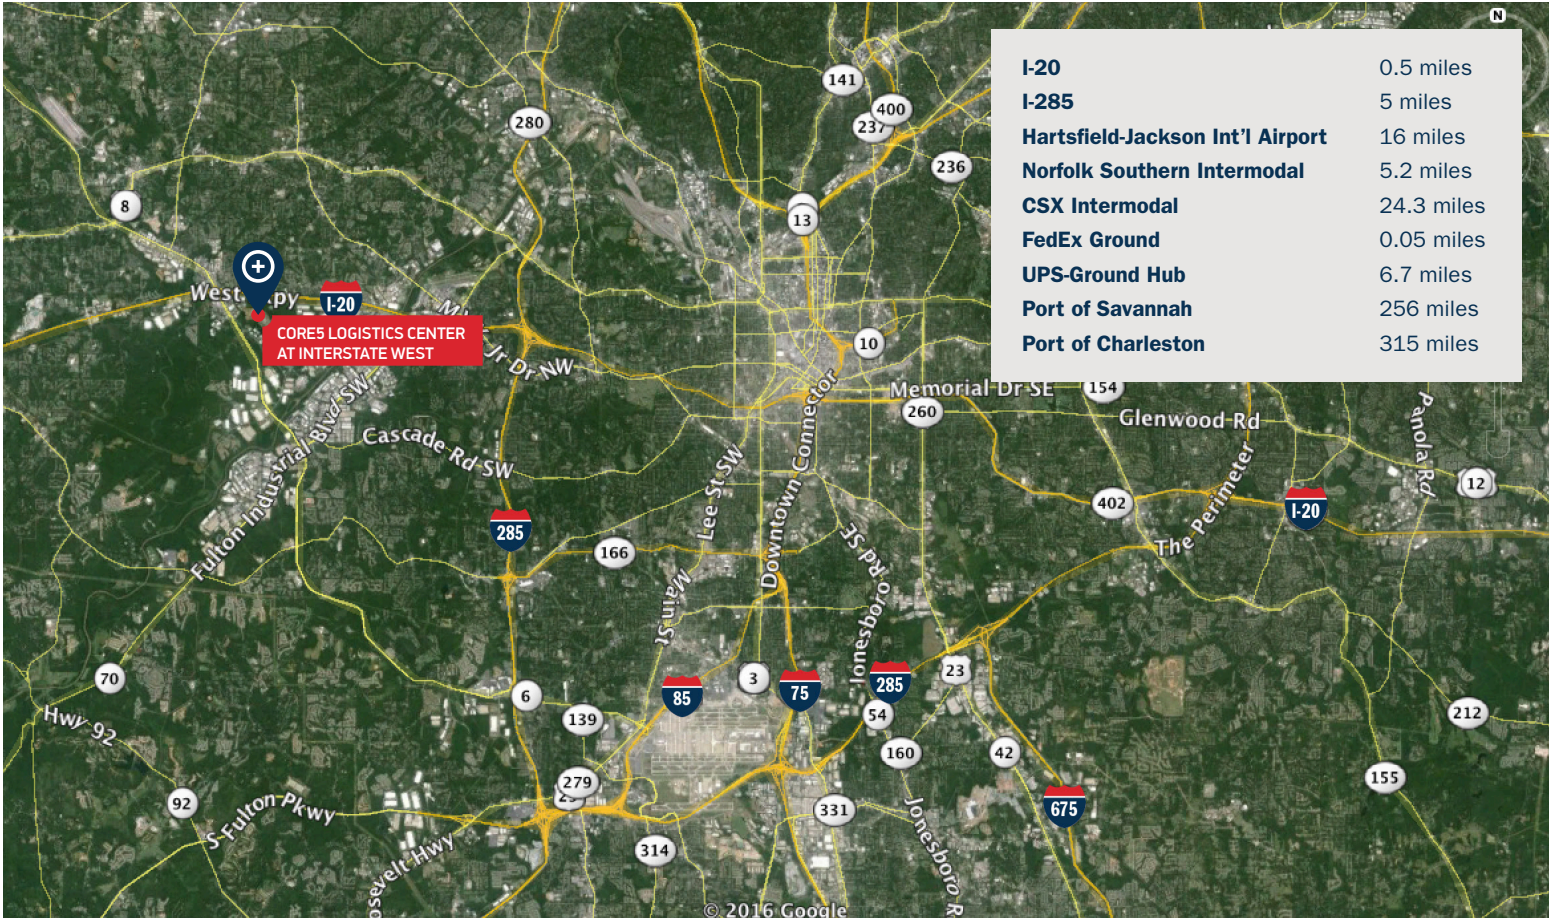 N
I-20 0.5 miles
I-285 5 miles
Hartsfield-Jackson Int'l Airport 16 miles
Norfolk Southern Intermodal 5.2 miles
CSX Intermodal 24.3 miles
FedEx Ground 0.05 miles
UPS-Ground Hub 6.7 miles
Port of Savannah 256 miles
Port of Charleston 315 miles
141
400
237
280
236
8
13
I-20
CORE5 LOGISTICS CENTER
AT INTERSTATE WEST
Jr Dr NW
10
Memorial Dr SE
154
260
Glenwood Rd
Panola Rd
Cascade Rd SW
Fulton Industrial Blvd SW
Lee St SW
Downtown Connector
The Perimeter
12
402
I-20
285
166
Jonesboro Rd SE
Main St
70
6
85
3
75
285
23
Hwy 92
139
54
212
160
42
279
155
92
S Fulton Pkwy
331
675
Jonesboro
314
© 2016 Google